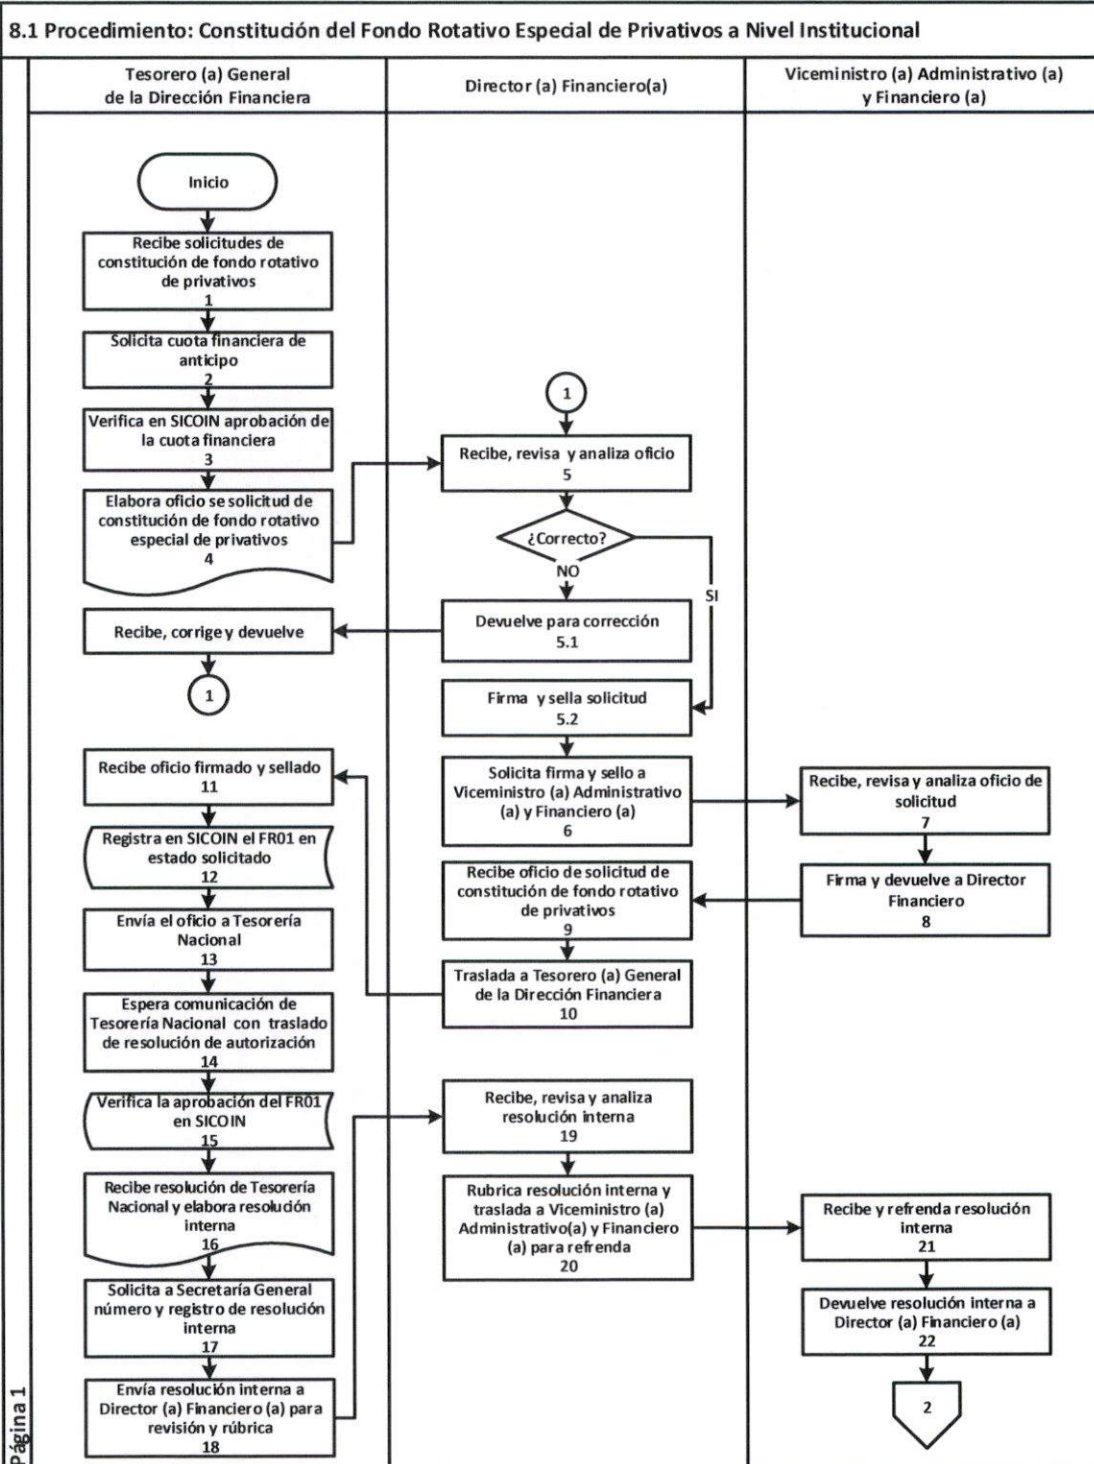 8.1 Procedimiento: Constitución del Fondo Rotativo Especial de Privativos a Nivel Institucional
Tesorero (a) General
de la Dirección Financiera
Director (a) Financiero(a)
Viceministro (a) Administrativo (a)
y Financiero (a)
Inicio
Recibe solicitudes de
constitución de fondo rotativo
de privativos
1
Solicita cuota financiera de
anticipo
2
Verifica en SICOIN aprobación de
la cuota financiera
3
Elabora oficio se solicitud de
constitución de fondo rotativo
especial de privativos
4
1
Recibe, revisa y analiza oficio
5
¿Correcto?
NO
SI
Devuelve para corrección
5.1
Recibe, corrige y devuelve
1
Firma y sella solicitud
5.2
Solicita firma y sello a
Viceministro (a) Administrativo
(a) y Financiero (a)
6
Recibe, revisa y analiza oficio de
solicitud
7
Firma y devuelve a Director
Financiero
8
Recibe oficio de solicitud de
constitución de fondo rotativo
de privativos
9
Traslada a Tesorero (a) General
de la Dirección Financiera
10
Recibe oficio firmado y sellado
11
Registra en SICOIN el FR01 en
estado solicitado
12
Envía el oficio a Tesorería
Nacional
13
Espera comunicación de
Tesorería Nacional con traslado
de resolución de autorización
14
Verifica la aprobación del FR01
en SICOIN
15
Recibe resolución de Tesorería
Nacional y elabora resolución
interna
16
Solicita a Secretaría General
número y registro de resolución
interna
17
Envía resolución interna a
Director (a) Financiero (a) para
revisión y rúbrica
18
Recibe, revisa y analiza
resolución interna
19
Rubrica resolución interna y
traslada a Viceministro (a)
Administrativo(a) y Financiero
(a) para refrenda
20
Recibe y refrenda resolución
interna
21
Devuelve resolución interna a
Director (a) Financiero (a)
22
2
Página 1